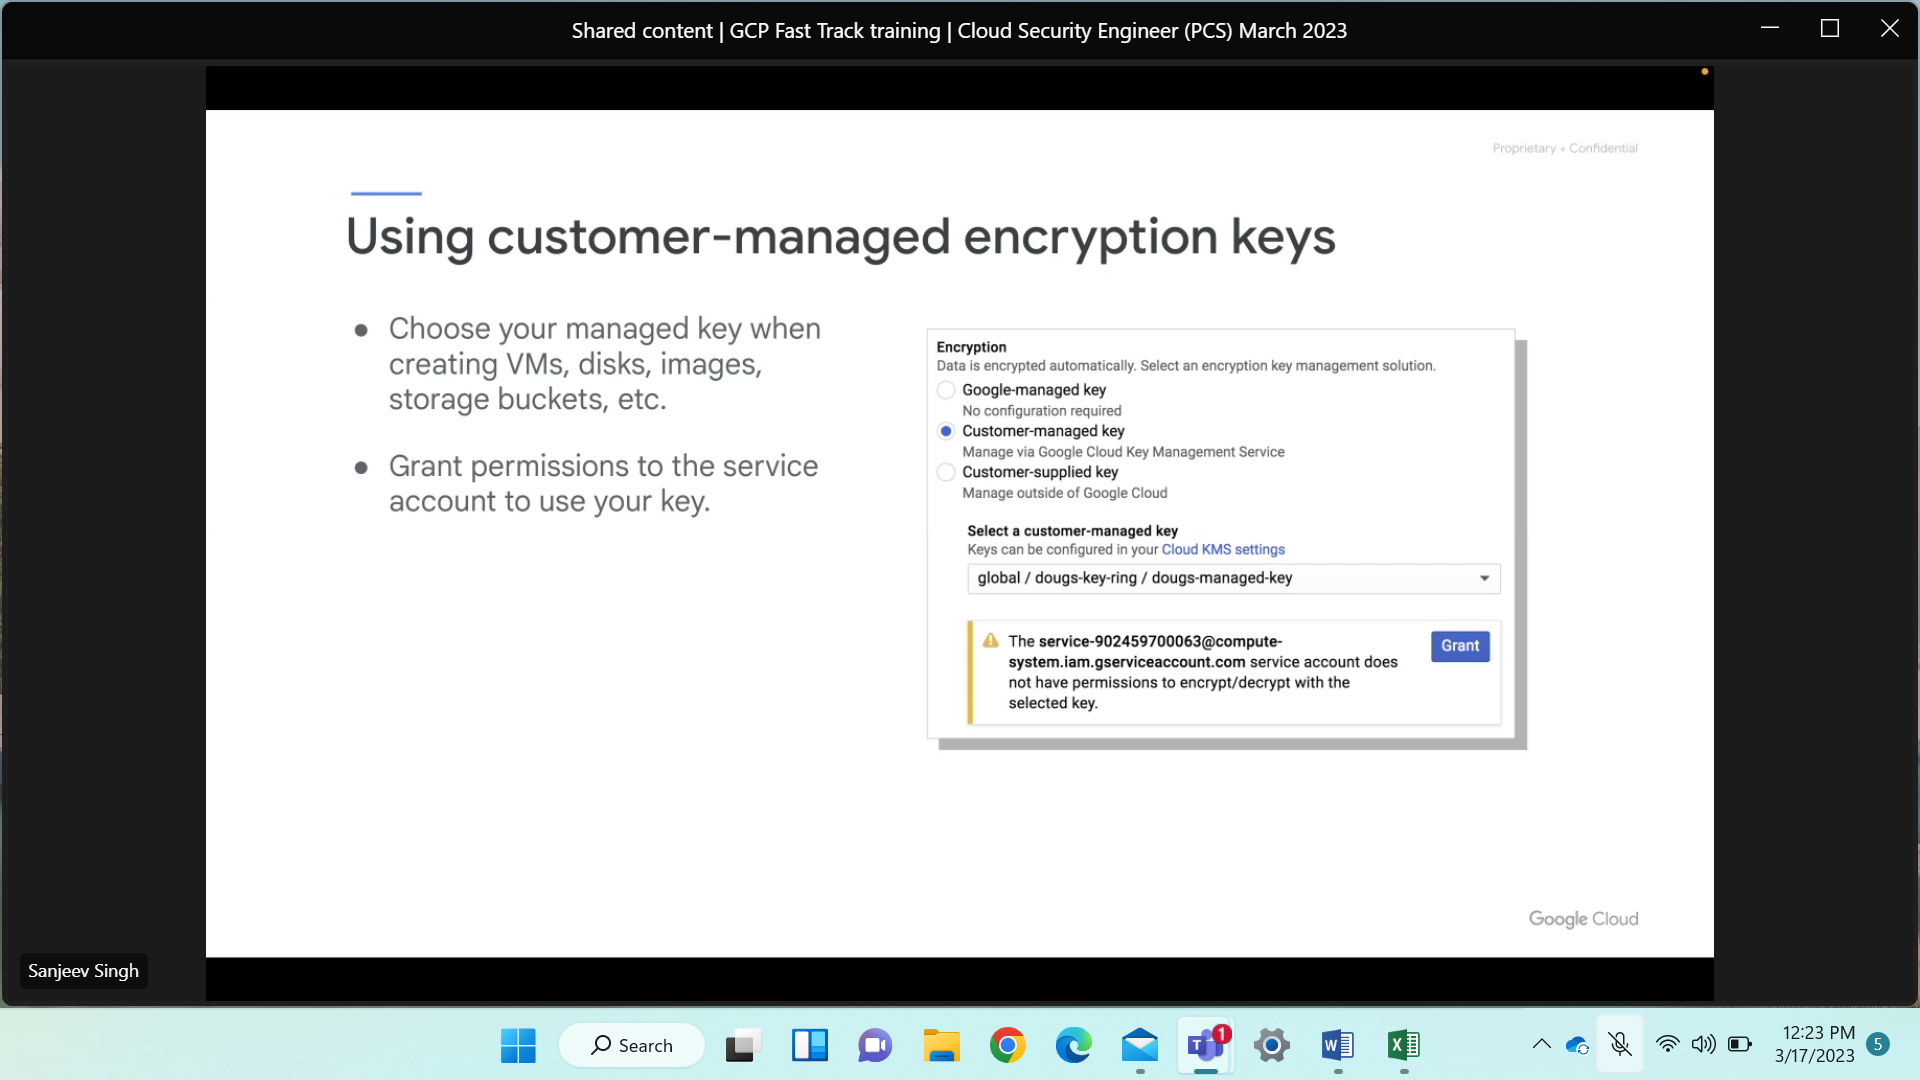 Shared content | GCP Fast Track training | Cloud Security Engineer (PCS) March 2023
Proprietary + Confidential
Using customer-managed encryption keys
● Choose your managed key when
creating VMs, disks, images,
storage buckets, etc.
● Grant permissions to the service
account to use your key.
Encryption
Data is encrypted automatically. Select an encryption key management solution.
Google-managed key
No configuration required
Customer-managed key
Manage via Google Cloud Key Management Service
Customer-supplied key
Manage outside of Google Cloud
Select a customer-managed key
Keys can be configured in your Cloud KMS settings
global / dougs-key-ring / dougs-managed-key
The service-902459700063@compute-
system.iam.gserviceaccount.com service account does
not have permissions to encrypt/decrypt with the
selected key.
Grant
Google Cloud
Sanjeev Singh
Search
T
1
W
X
12:23 PM
3/17/2023
5